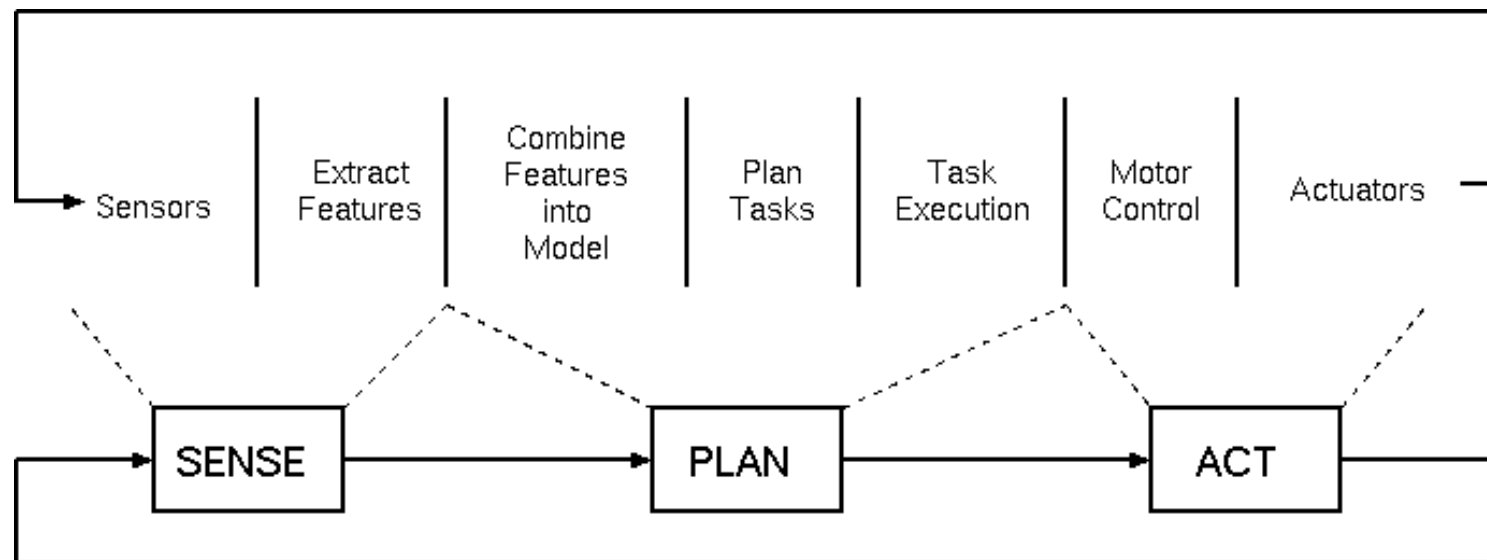 Sensors
Extract
Features
Combine
Features
into
Model
Plan
Tasks
Task
Execution
Motor
Control
Actuators
SENSE
PLAN
ACT